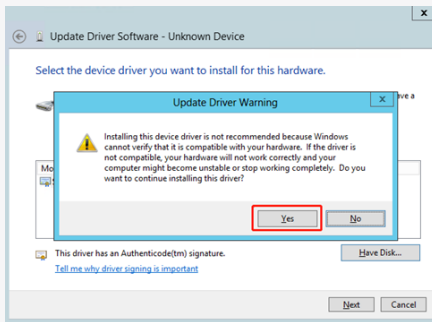 x
Update Driver Software - Unknown Device
Select the device driver you want to install for this hardware.
Update Driver Warning
x
Installing this device driver is not recommended because Windows
cannot verify that it is compatible with your hardware. If the driver is
not compatible, your hardware will not work correctly and your
computer might become unstable or stop working completely. Do you
want to continue installing this driver?
Yes
No
This driver has an Authenticode(tm) signature.
Tell me why driver signing is important
Have Disk...
Next
Cancel